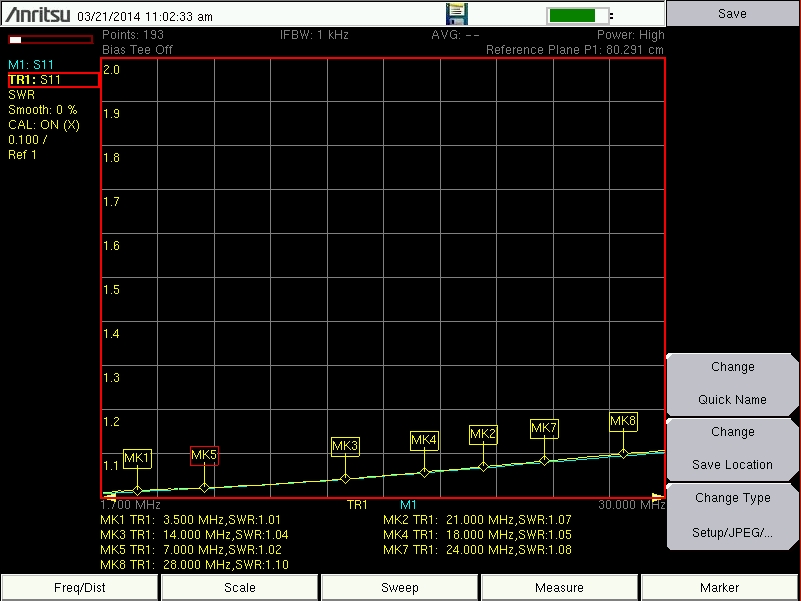 Anritsu 03/21/2014 11:02:33 am
Save
Points: 193 IFBW: 1 kHz AVG: -- Power: High
Bias Tee Off Reference Plane P1: 80.291 cm
M1: S11
TR1: S11
SWR
Smooth: 0 %
CAL: ON (X)
0.100 /
Ref 1
2.0
1.9
1.8
1.7
1.6
1.5
1.4
1.3
1.2
1.1
MK1
MK5
MK3
MK4
MK2
MK7
MK8
1.700 MHz TR1 M1 30.000 MHz
MK1 TR1: 3.500 MHz,SWR:1.01 MK2 TR1: 21.000 MHz,SWR:1.07
MK3 TR1: 14.000 MHz,SWR:1.04 MK4 TR1: 18.000 MHz,SWR:1.05
MK5 TR1: 7.000 MHz,SWR:1.02 MK7 TR1: 24.000 MHz,SWR:1.08
MK8 TR1: 28.000 MHz,SWR:1.10
Change
Quick Name
Change
Save Location
Change Type
Setup/JPEG/...
Freq/Dist Scale Sweep Measure Marker